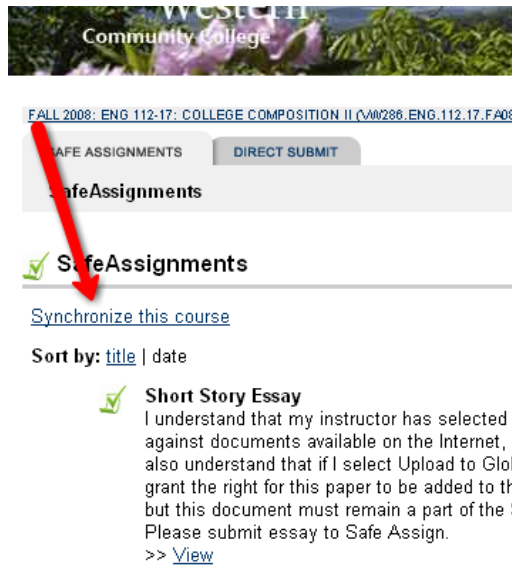 Western
Community College
FALL 2008: ENG 112-17: COLLEGE COMPOSITION II (VW286.ENG.112.17.FA08
SAFE ASSIGNMENTS DIRECT SUBMIT
SafeAssignments
SafeAssignments
Synchronize this course
Sort by: title | date
Short Story Essay
I understand that my instructor has selected
against documents available on the Internet,
also understand that if I select Upload to Glo
grant the right for this paper to be added to th
but this document must remain a part of the S
Please submit essay to Safe Assign.
>> View